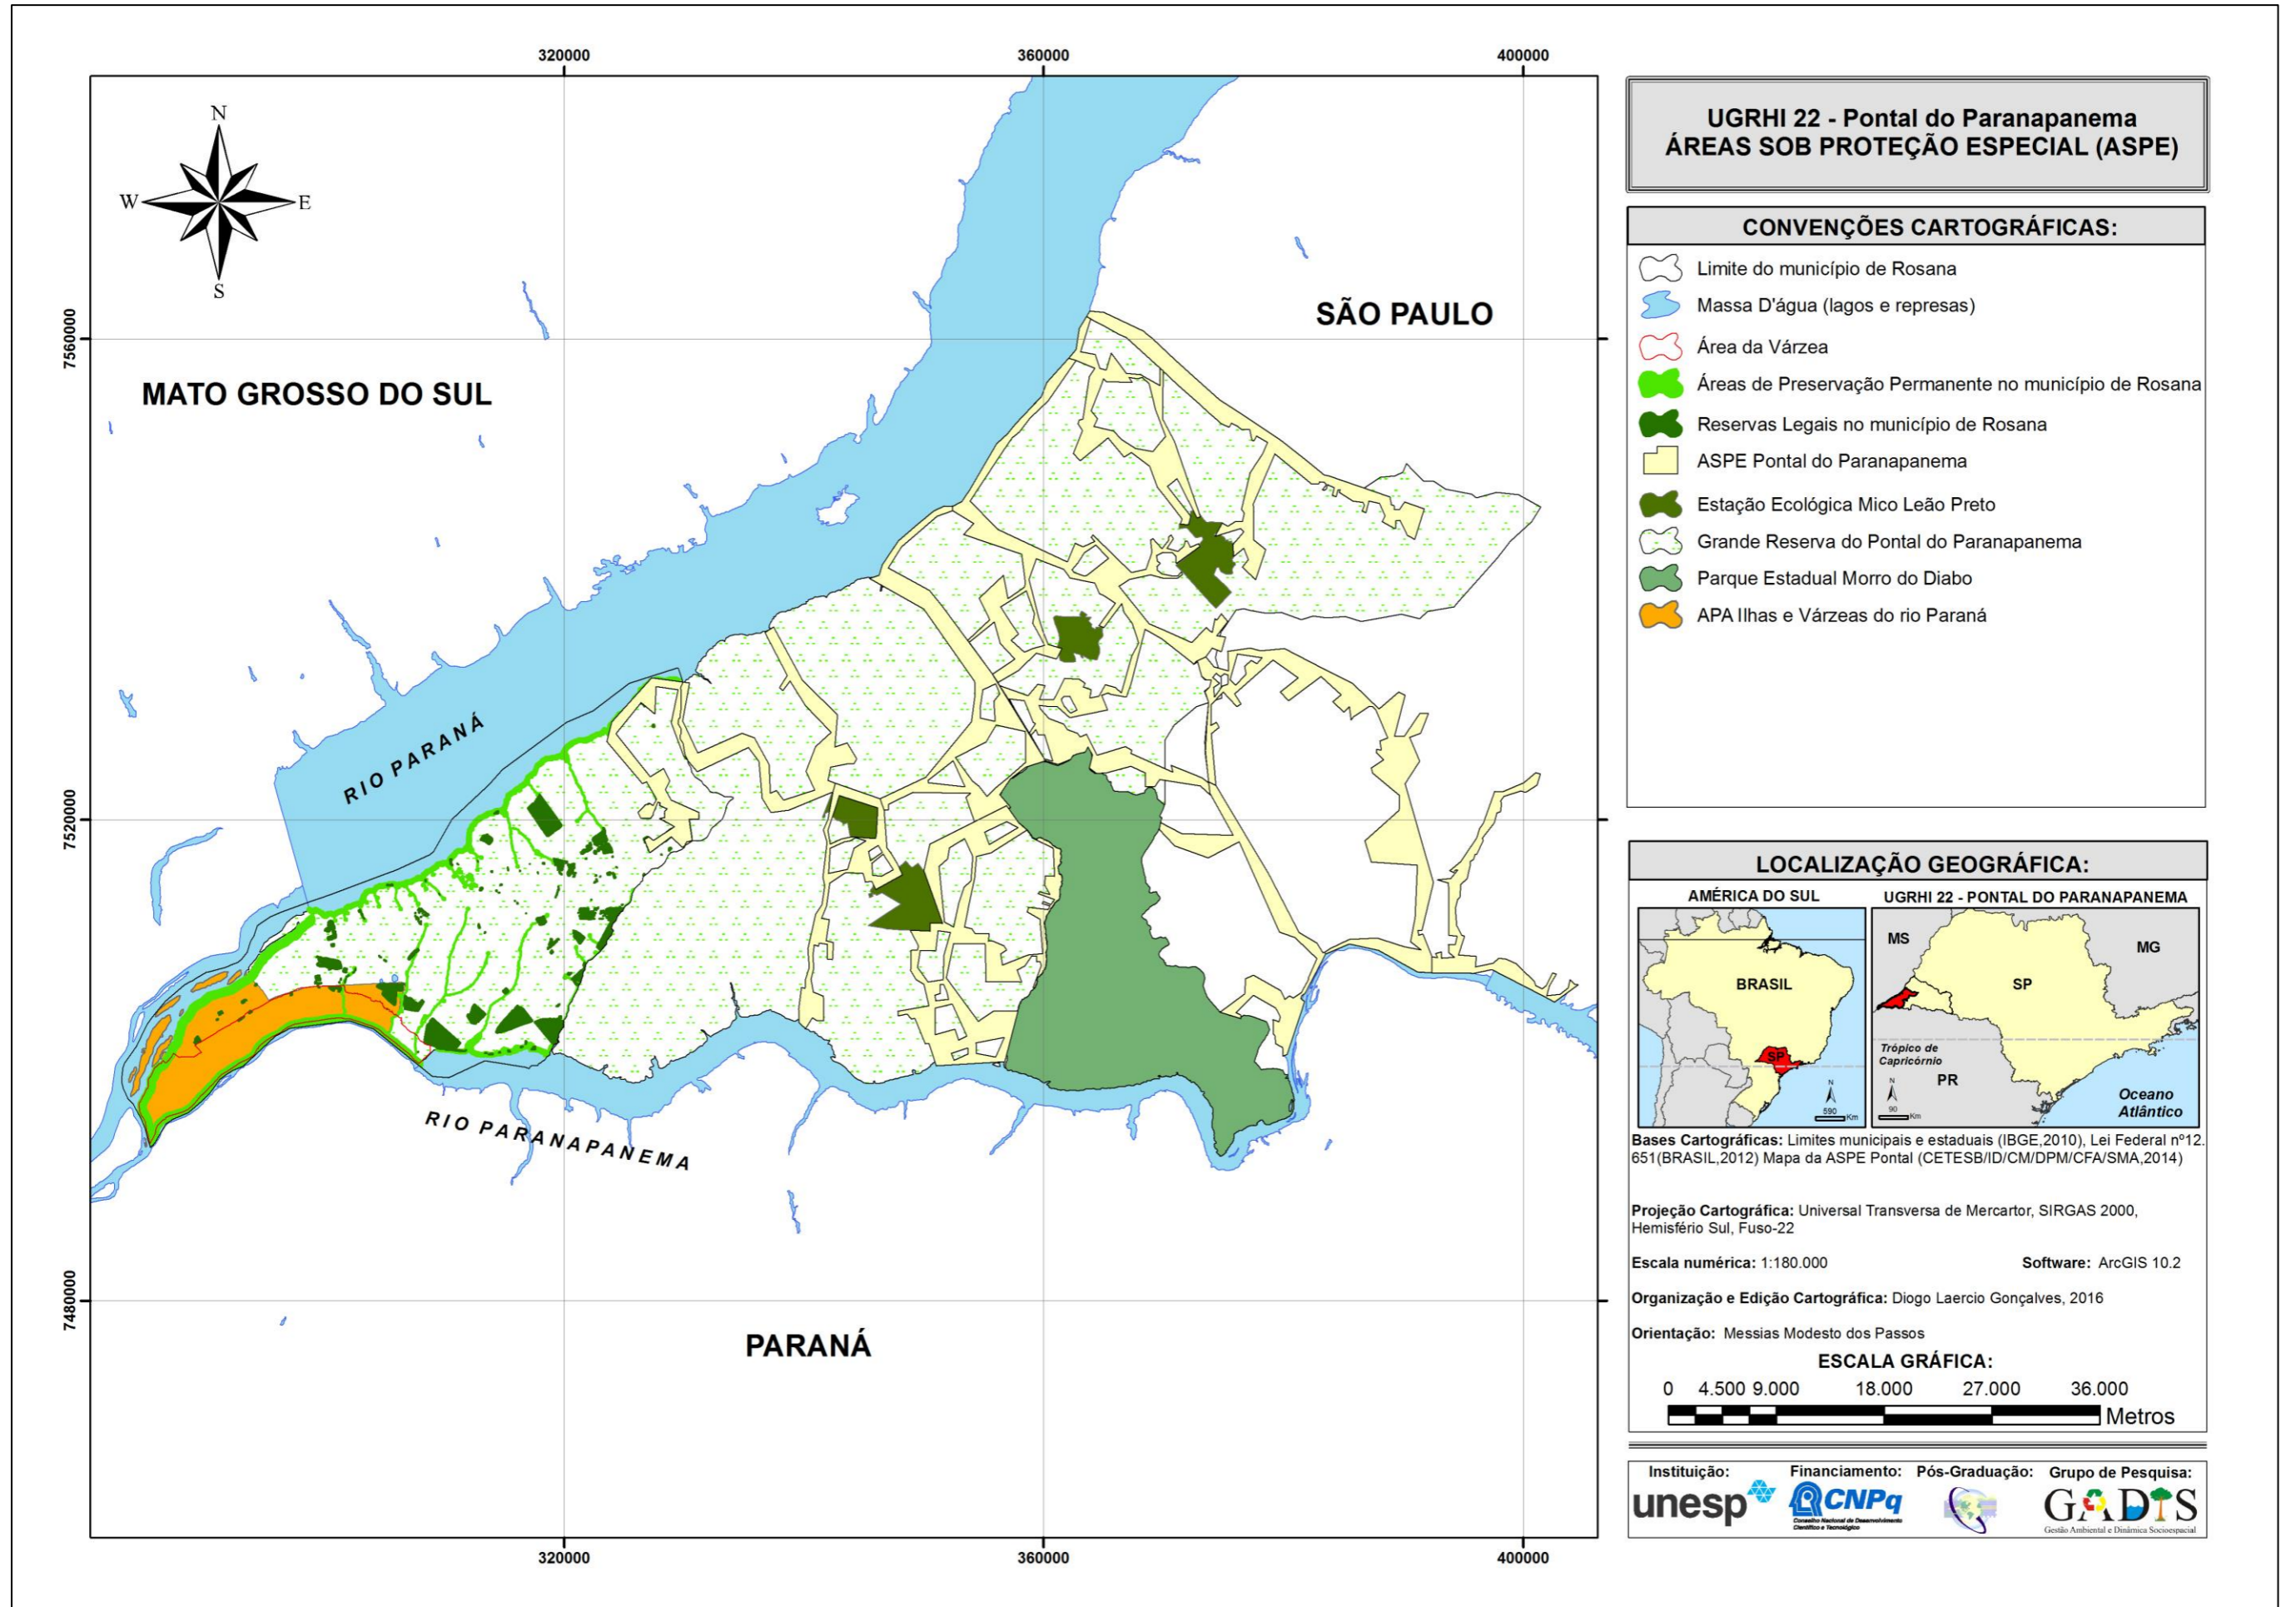 320000
360000
400000
N
W
E
S
7560000
7520000
7480000
SÃO PAULO
MATO GROSSO DO SUL
RIO PARANÁ
RIO PARANAPANEMA
PARANÁ
320000
360000
400000
UGRHI 22 - Pontal do Paranapanema
ÁREAS SOB PROTEÇÃO ESPECIAL (ASPE)
CONVENÇÕES CARTOGRÁFICAS:
Limite do município de Rosana
Massa D'água (lagos e represas)
Área da Várzea
Áreas de Preservação Permanente no município de Rosana
Reservas Legais no município de Rosana
ASPE Pontal do Paranapanema
Estação Ecológica Mico Leão Preto
Grande Reserva do Pontal do Paranapanema
Parque Estadual Morro do Diabo
APA Ilhas e Várzeas do rio Paraná
LOCALIZAÇÃO GEOGRÁFICA:
AMÉRICA DO SUL
BRASIL
SP
N
590
Km
UGRHI 22 - PONTAL DO PARANAPANEMA
MS
MG
SP
Trópico de
Capricórnio
PR
N
90
Km
Oceano
Atlântico
Bases Cartográficas: Limites municipais e estaduais (IBGE,2010), Lei Federal nº12.
651(BRASIL,2012) Mapa da ASPE Pontal (CETESB/ID/CM/DPM/CFA/SMA,2014)
Projeção Cartográfica: Universal Transversa de Mercartor, SIRGAS 2000,
Hemisfério Sul, Fuso-22
Escala numérica: 1:180.000 Software: ArcGIS 10.2
Organização e Edição Cartográfica: Diogo Laercio Gonçalves, 2016
Orientação: Messias Modesto dos Passos
ESCALA GRÁFICA:
0 4.500 9.000 18.000 27.000 36.000
Metros
Instituição: Financiamento: Pós-Graduação: Grupo de Pesquisa:
unesp
CNPq
Conselho Nacional de Desenvolvimento
Científico e Tecnológico
GADIS
Gestão Ambiental e Dinâmica Socioespacial